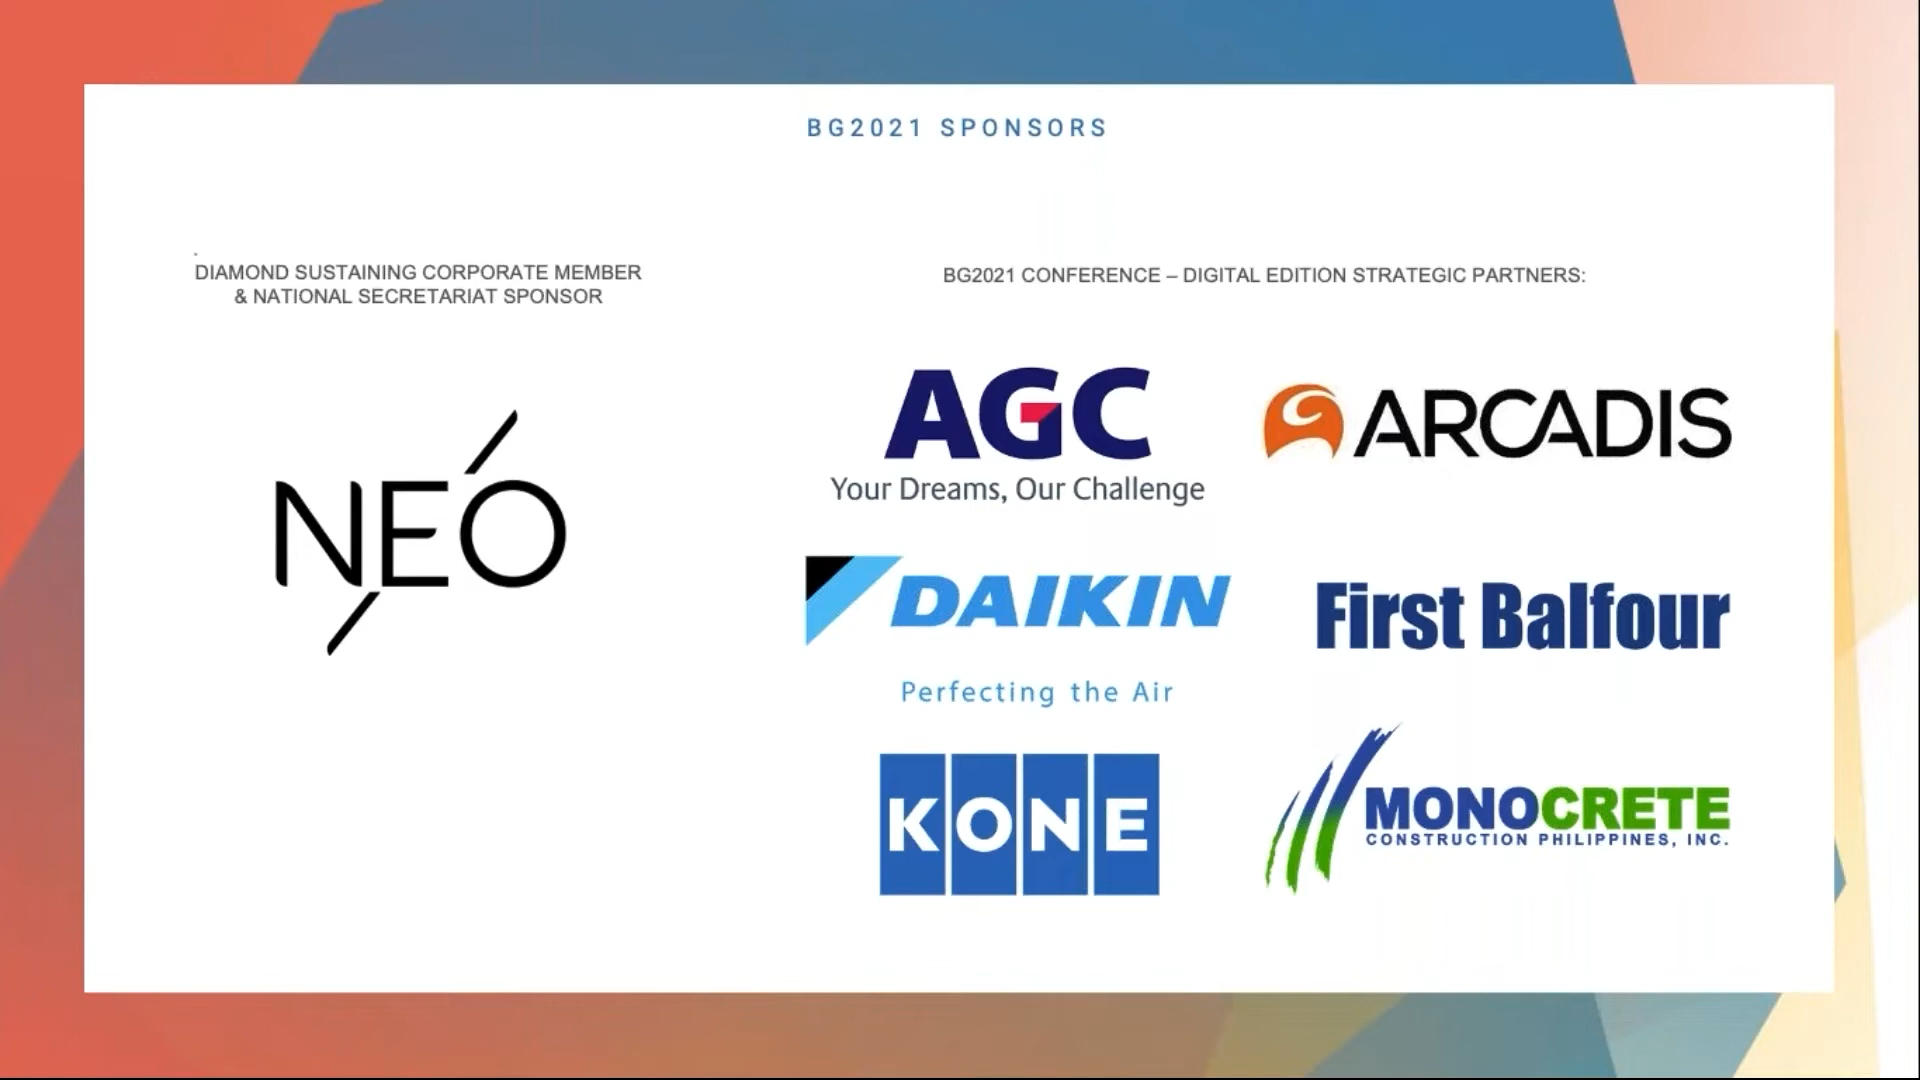 BG2021 SPONSORS
DIAMOND SUSTAINING CORPORATE MEMBER
& NATIONAL SECRETARIAT SPONSOR
NEO
BG2021 CONFERENCE – DIGITAL EDITION STRATEGIC PARTNERS:
AGC
Your Dreams, Our Challenge
ARCADIS
DAIKIN
Perfecting the Air
First Balfour
KONE
MONOCRETE
CONSTRUCTION PHILIPPINES, INC.